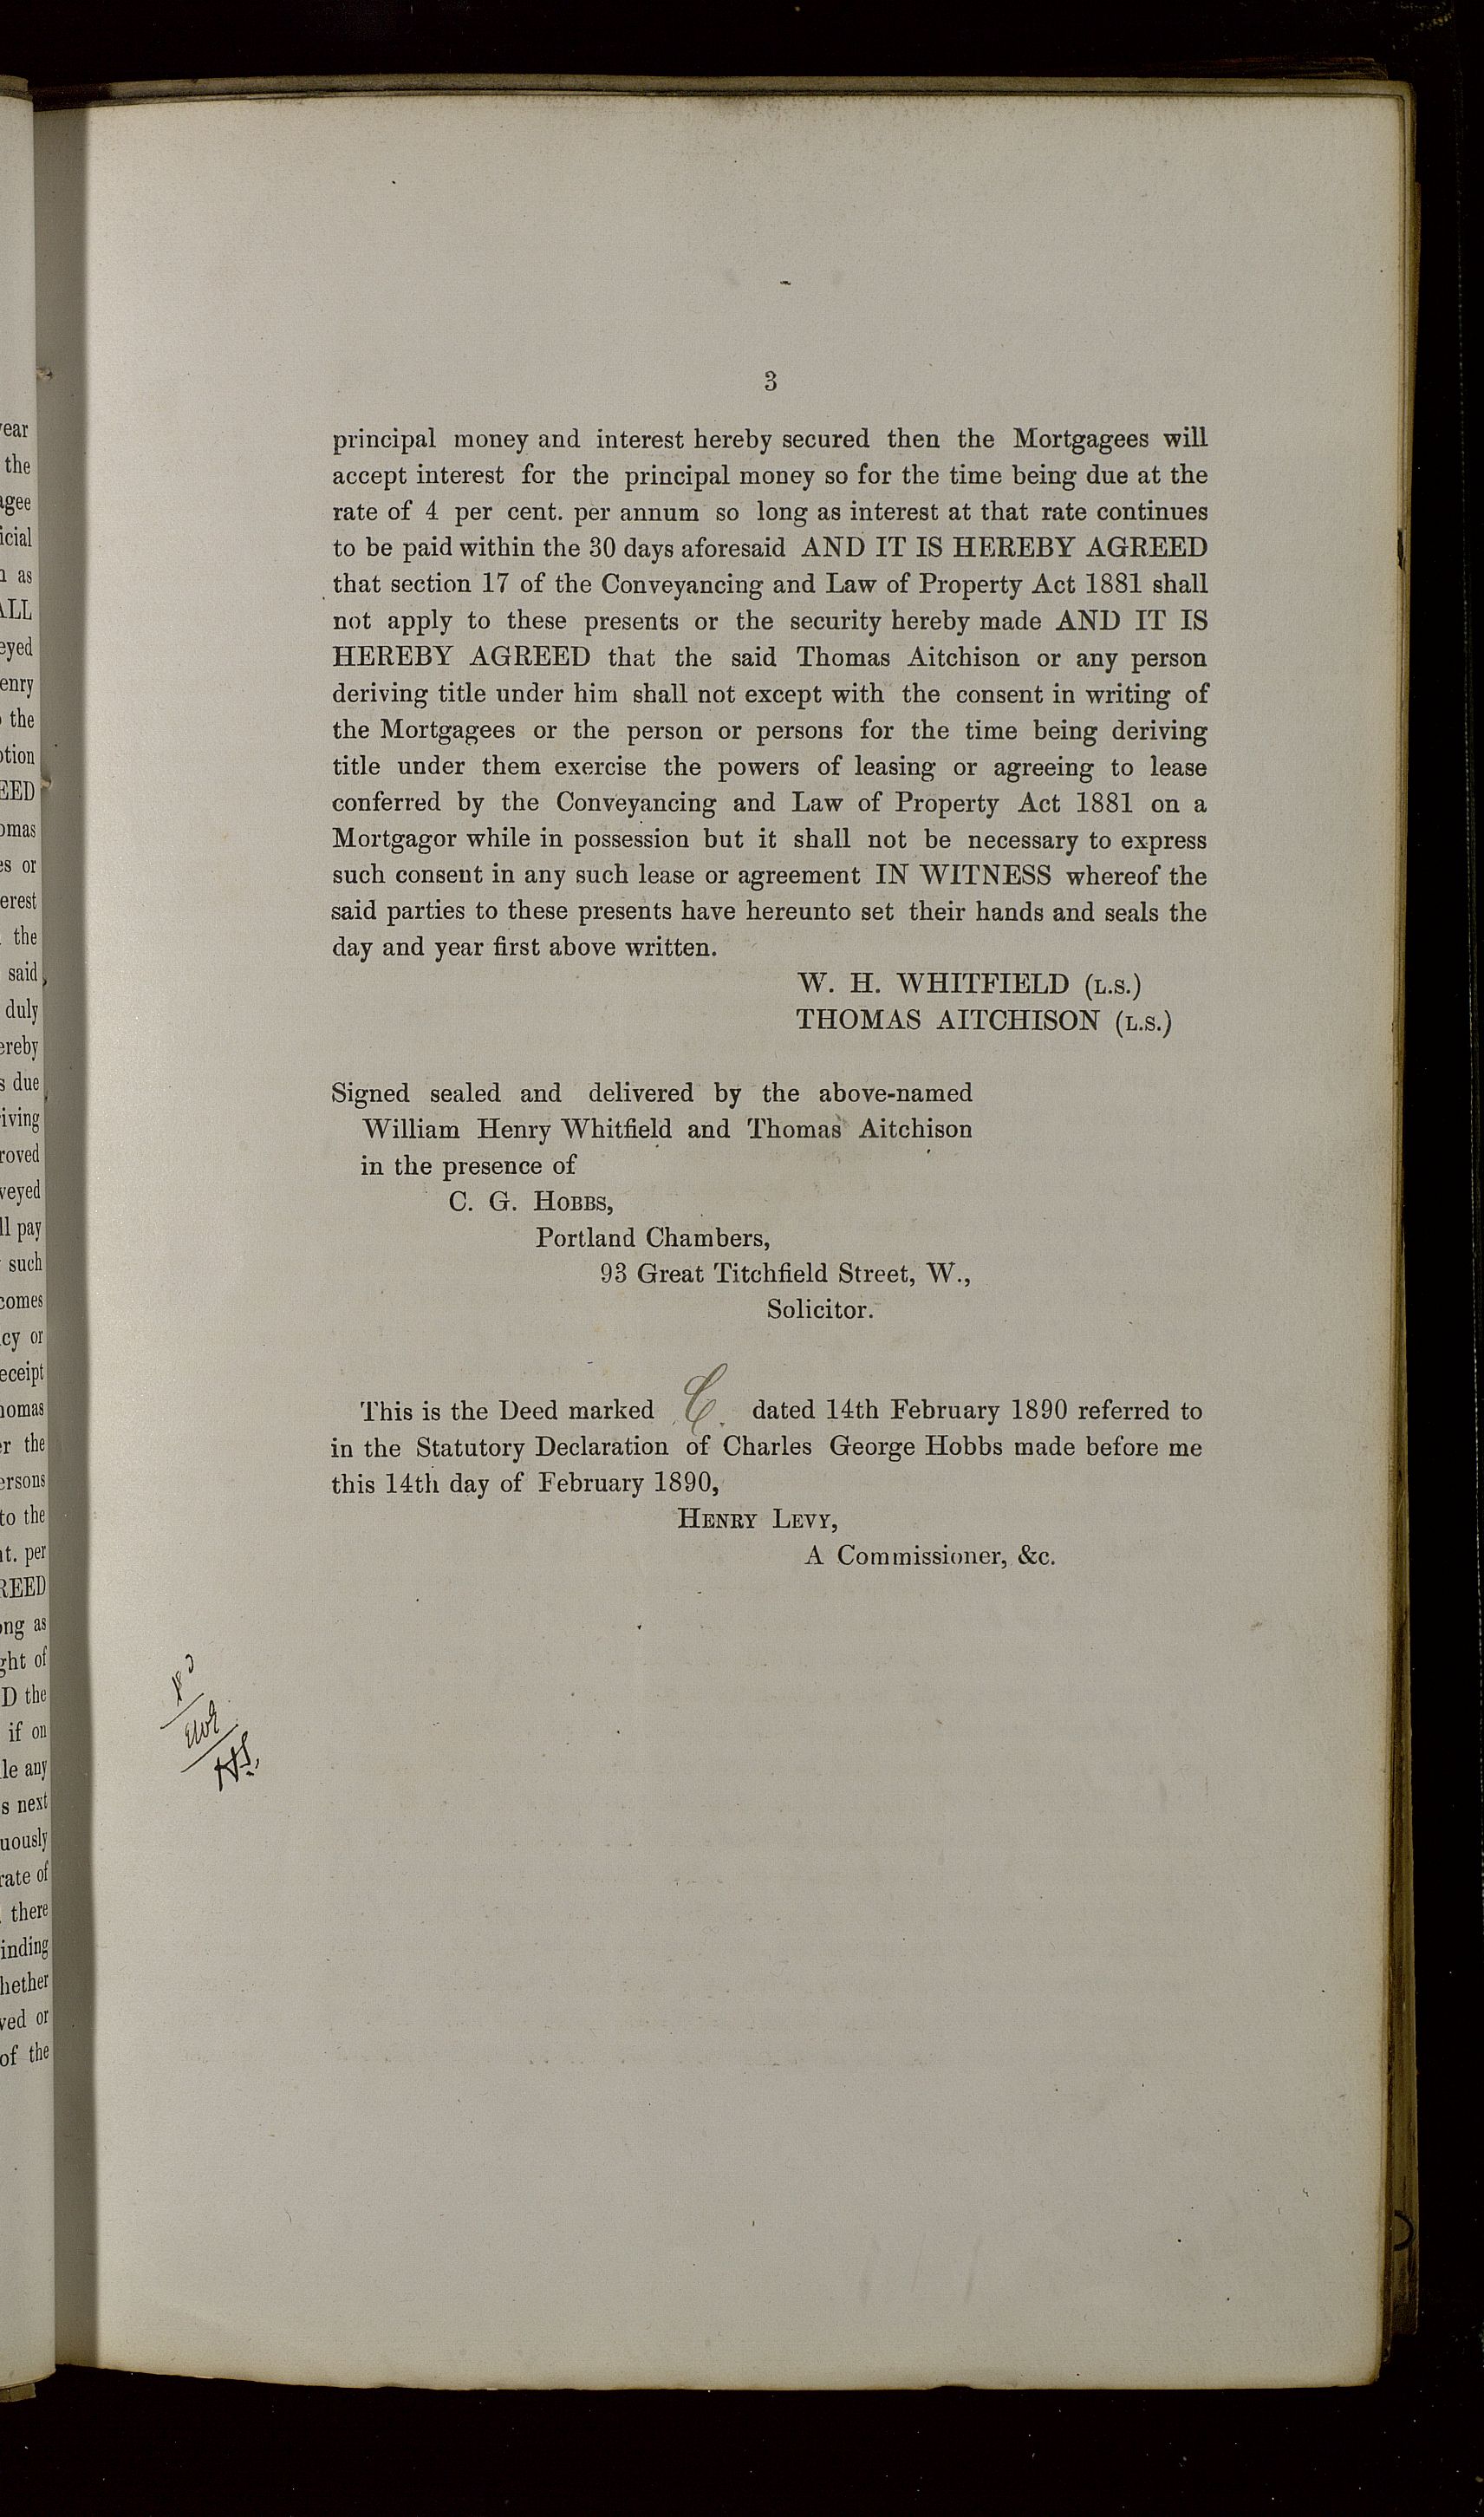 3
principal money and interest hereby secured then the Mortgagees will
accept interest for the principal money so for the time being due at the
rate of 4 per cent. per annum so long as interest at that rate continues
to be paid within the 30 days aforesaid AND IT IS HEREBY AGREED
that section 17 of the Conveyancing and Law of Property Act 1881 shall
not apply to these presents or the security hereby made AND IT IS
HEREBY AGREED that the said Thomas Aitchison or any person
deriving title under him shall not except with the consent in writing of
the Mortgagees or the person or persons for the time being deriving
title under them exercise the powers of leasing or agreeing to lease
conferred by the Conveyancing and Law of Property Act 1881 on a
Mortgagor while in possession but it shall not be necessary to express
such consent in any such lease or agreement IN WITNESS whereof the
said parties to these presents have hereunto set their hands and seals the
day and year first above written.
W. H. WHITFIELD (L.S.)
THOMAS AITCHISON (L.S.)
Signed sealed and delivered by the above-named
William Henry Whitfield and Thomas Aitchison
in the presence of
C. G. HOBBS,
Portland Chambers,
93 Great Titchfield Street, W.,
Solicitor.
This is the Deed marked C. dated 14th February 1890 referred to
in the Statutory Declaration of Charles George Hobbs made before me
this 14th day of February 1890,
HENRY LEVY,
A Commissioner, &c.